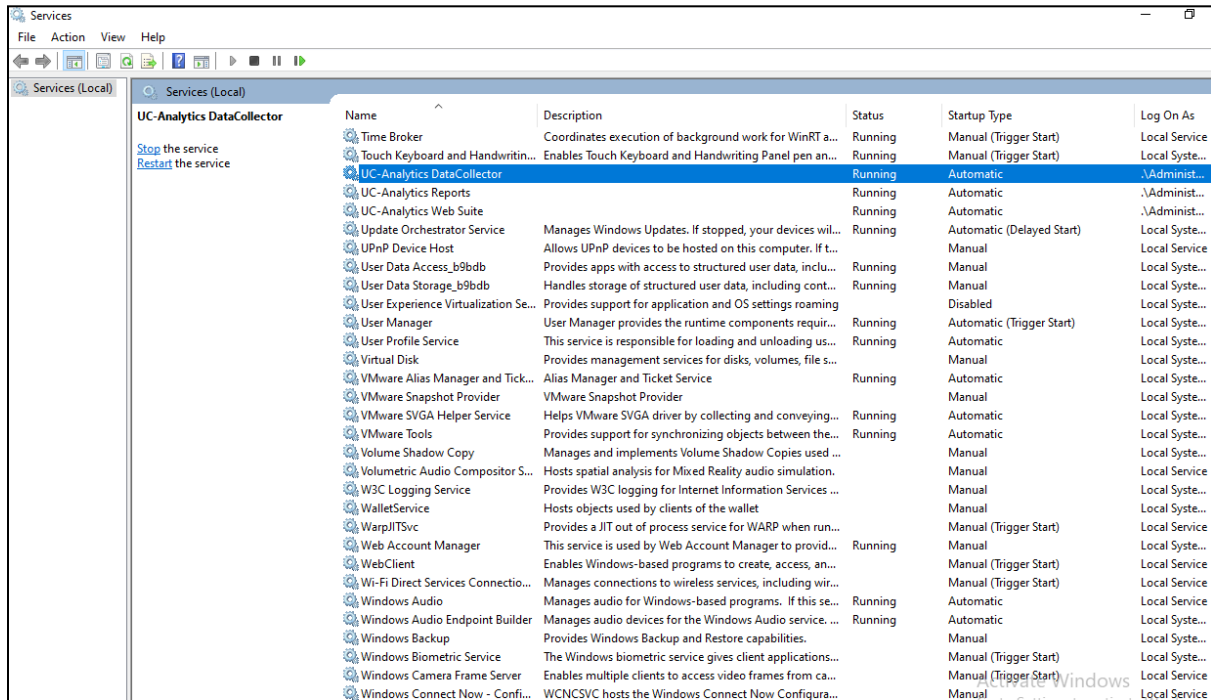 Services
File Action View Help
Services (Local)
Services (Local)
UC-Analytics DataCollector
Stop the service
Restart the service
Name Description Status Startup Type Log On As
Time Broker Coordinates execution of background work for WinRT a... Running Manual (Trigger Start) Local Service
Touch Keyboard and Handwritin... Enables Touch Keyboard and Handwriting Panel pen an... Running Manual (Trigger Start) Local Syste...
UC-Analytics DataCollector Running Automatic .\Administ...
UC-Analytics Reports Running Automatic .\Administ...
UC-Analytics Web Suite Running Automatic .\Administ...
Update Orchestrator Service Manages Windows Updates. If stopped, your devices wil... Running Automatic (Delayed Start) Local Syste...
UPnP Device Host Allows UPnP devices to be hosted on this computer. If t... Manual Local Service
User Data Access_b9bdb Provides apps with access to structured user data, inclu... Running Manual Local Syste...
User Data Storage_b9bdb Handles storage of structured user data, including cont... Running Manual Local Syste...
User Experience Virtualization Se... Provides support for application and OS settings roaming Disabled Local Syste...
User Manager User Manager provides the runtime components requir... Running Automatic (Trigger Start) Local Syste...
User Profile Service This service is responsible for loading and unloading us... Running Automatic Local Syste...
Virtual Disk Provides management services for disks, volumes, file s... Manual Local Syste...
VMware Alias Manager and Tick... Alias Manager and Ticket Service Running Automatic Local Syste...
VMware Snapshot Provider VMware Snapshot Provider Manual Local Syste...
VMware SVGA Helper Service Helps VMware SVGA driver by collecting and conveying... Running Automatic Local Syste...
VMware Tools Provides support for synchronizing objects between the... Running Automatic Local Syste...
Volume Shadow Copy Manages and implements Volume Shadow Copies used ... Manual Local Syste...
Volumetric Audio Compositor S... Hosts spatial analysis for Mixed Reality audio simulation. Manual Local Service
W3C Logging Service Provides W3C logging for Internet Information Services ... Manual Local Syste...
WalletService Hosts objects used by clients of the wallet Manual Local Syste...
WarpJITSvc Provides a JIT out of process service for WARP when run... Manual (Trigger Start) Local Service
Web Account Manager This service is used by Web Account Manager to provid... Running Manual Local Syste...
WebClient Enables Windows-based programs to create, access, an... Manual (Trigger Start) Local Service
Wi-Fi Direct Services Connectio... Manages connections to wireless services, including wir... Manual (Trigger Start) Local Service
Windows Audio Manages audio for Windows-based programs. If this se... Running Automatic Local Service
Windows Audio Endpoint Builder Manages audio devices for the Windows Audio service. ... Running Automatic Local Syste...
Windows Backup Provides Windows Backup and Restore capabilities. Manual Local Syste...
Windows Biometric Service The Windows biometric service gives client applications... Manual (Trigger Start) Local Syste...
Windows Camera Frame Server Enables multiple clients to access video frames from ca... Manual (Trigger Start) Local Service
Activate Windows
Windows Connect Now - Confi... WCNCSVC hosts the Windows Connect Now Configura... Manual Local Service